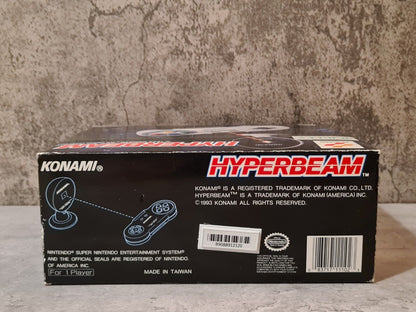 HYPERBEAM
KONAMI®
HYPERBEAM™
KONAMI® IS A REGISTERED TRADEMARK OF KONAMI CO., LTD.
HYPERBEAM™ IS A TRADEMARK OF KONAMI (AMERICA) INC.
©1993 KONAMI ALL RIGHTS RESERVED.
NINTENDO, SUPER NINTENDO ENTERTAINMENT SYSTEM®
AND THE OFFICIAL SEALS ARE REGISTERED OF NINTENDO
OF AMERICA INC.
For 1 Player
MADE IN TAIWAN